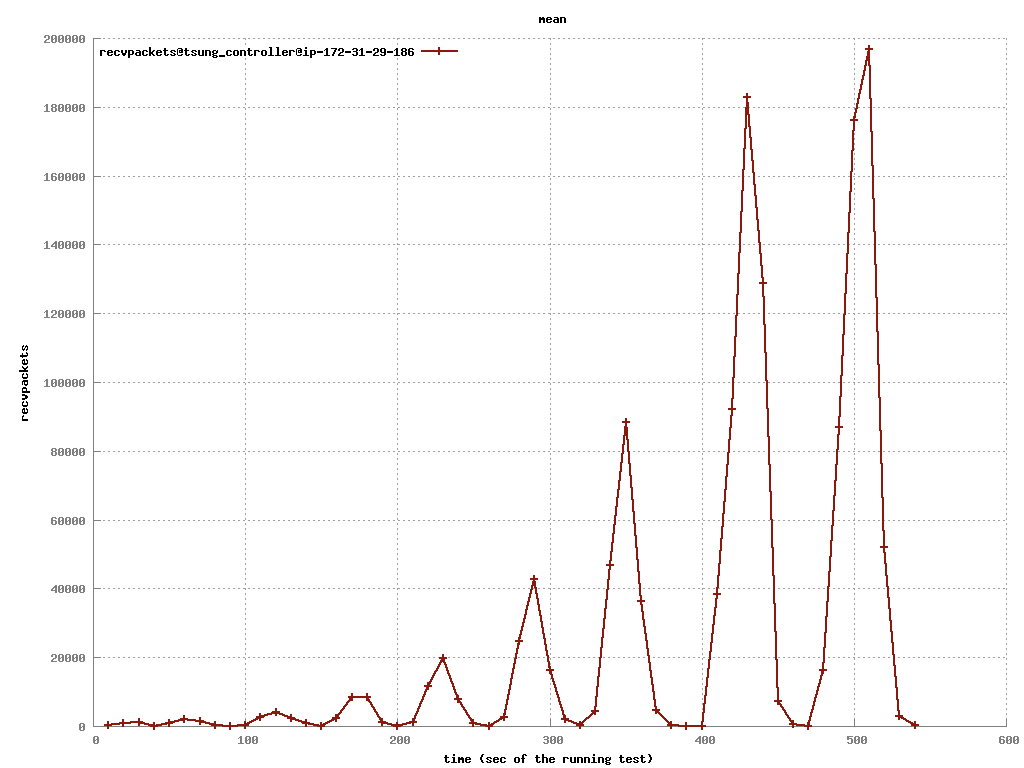 mean
recvpackets@tsung_controller@ip-172-31-29-186
200000
180000
160000
140000
120000
100000
80000
60000
40000
20000
0
recvpackets
0 100 200 300 400 500 600
time (sec of the running test)